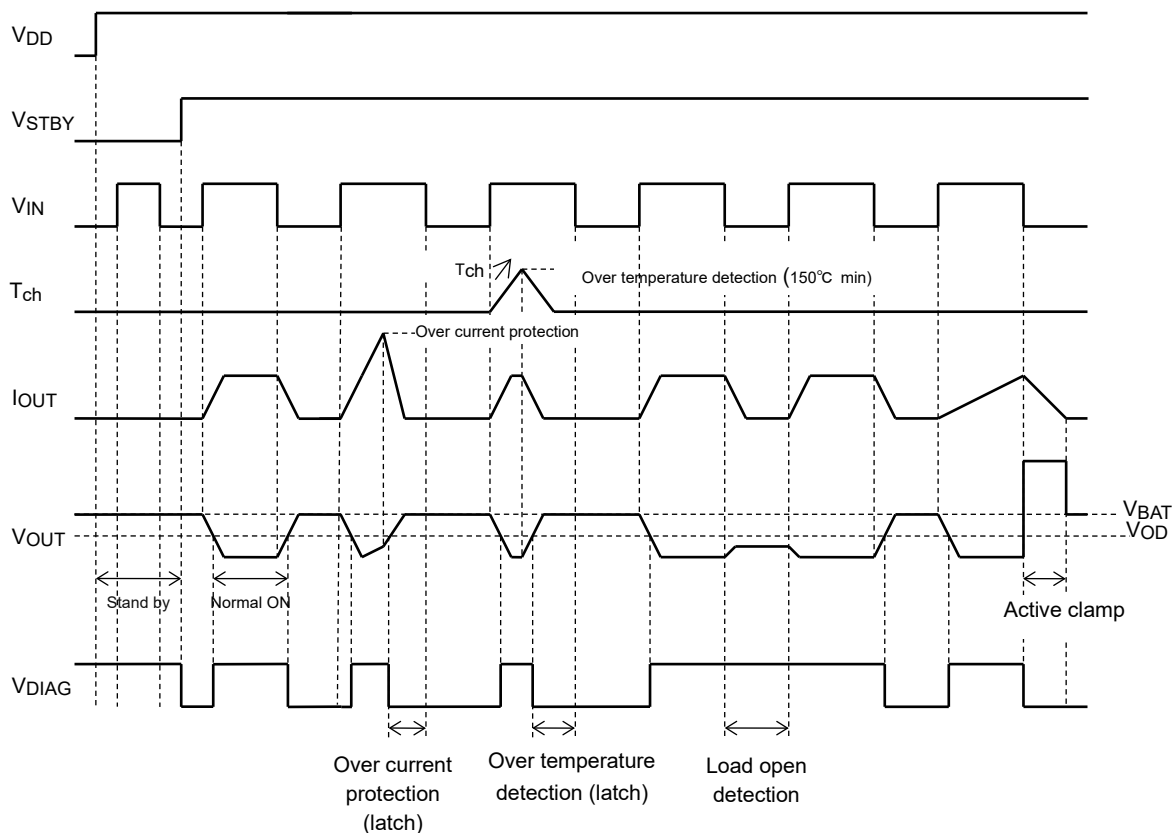 VDD
VSTBY
VIN
Tch
Tch
Over temperature detection (150℃ min)
Over current protection
IOUT
VOUT
VBAT
VOD
Stand by
Normal ON
Active clamp
VDIAG
Over current
protection
(latch)
Over temperature
detection (latch)
Load open
detection